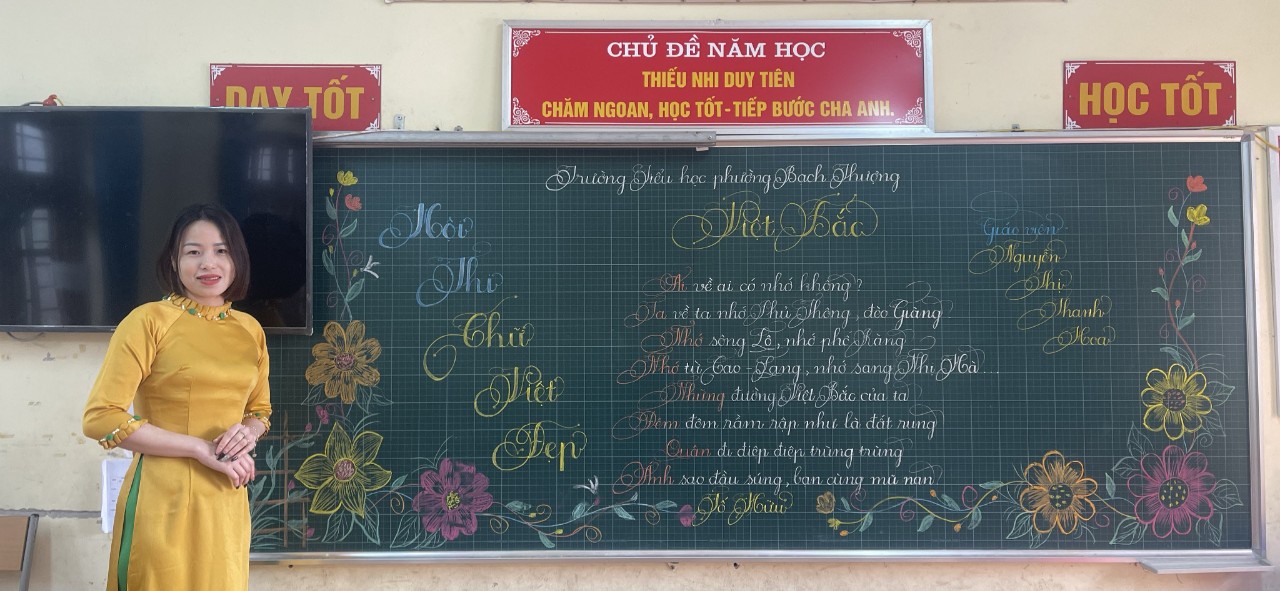 CHỦ ĐỀ NĂM HỌC
THIẾU NHI DUY TIÊN
CHĂM NGOAN, HỌC TỐT-TIẾP BƯỚC CHA ANH.
DẠY TỐT
HỌC TỐT
Trường Tiểu học phường Bạch Thượng
Hội
Thi
Chữ
Việt
Đẹp
Việt Bắc
Ai về ai có nhớ không?
Ta về ta nhớ Phủ Thông, đèo Giàng
Nhớ sông Lô, nhớ phố Ràng
Nhớ từ Cao-Lạng, nhớ sang Nhị Hà...
Những đường Việt Bắc của ta
Đêm đêm rầm rập như là đất rung
Quân đi điệp điệp trùng trùng
Ánh sao đầu súng, bạn cùng mũ nan
Tố Hữu
Giáo viên:
Nguyễn
Thị
Thanh
Hoà